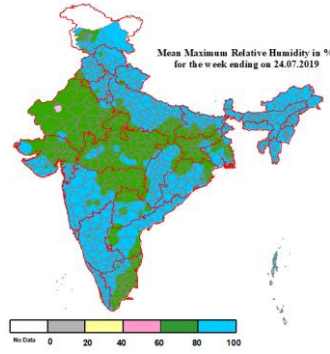 Mean Maximum Relative Humidity in %
for the week ending on 24.07.2019
No Data 0 20 40 60 80 100